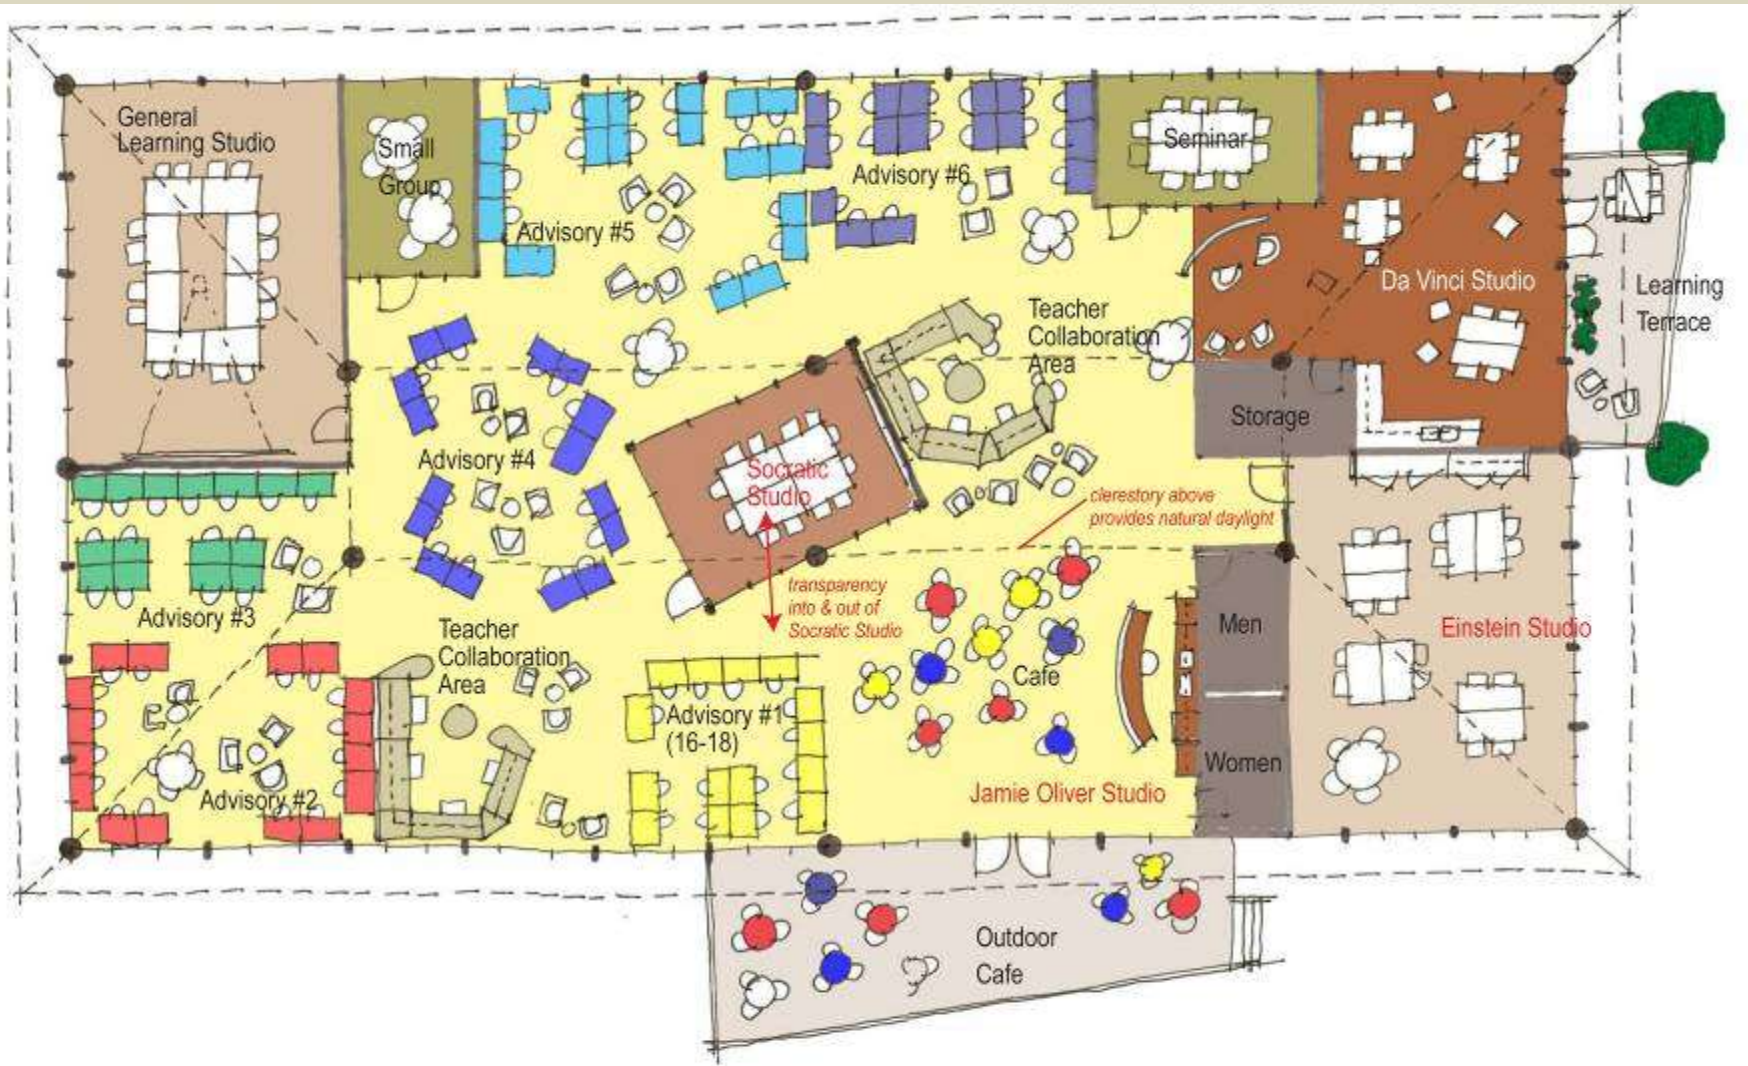 General
Learning Studio
Small
Group
Advisory #5
Advisory #6
Seminar
Da Vinci Studio
Learning
Terrace
Teacher
Collaboration
Area
Storage
Advisory #4
Socratic
Studio
clerestory above
provides natural daylight
transparency
into & out of
Socratic Studio
Advisory #3
Teacher
Collaboration
Area
Advisory #2
Advisory #1
(16-18)
Cafe
Jamie Oliver Studio
Men
Women
Einstein Studio
Outdoor
Cafe